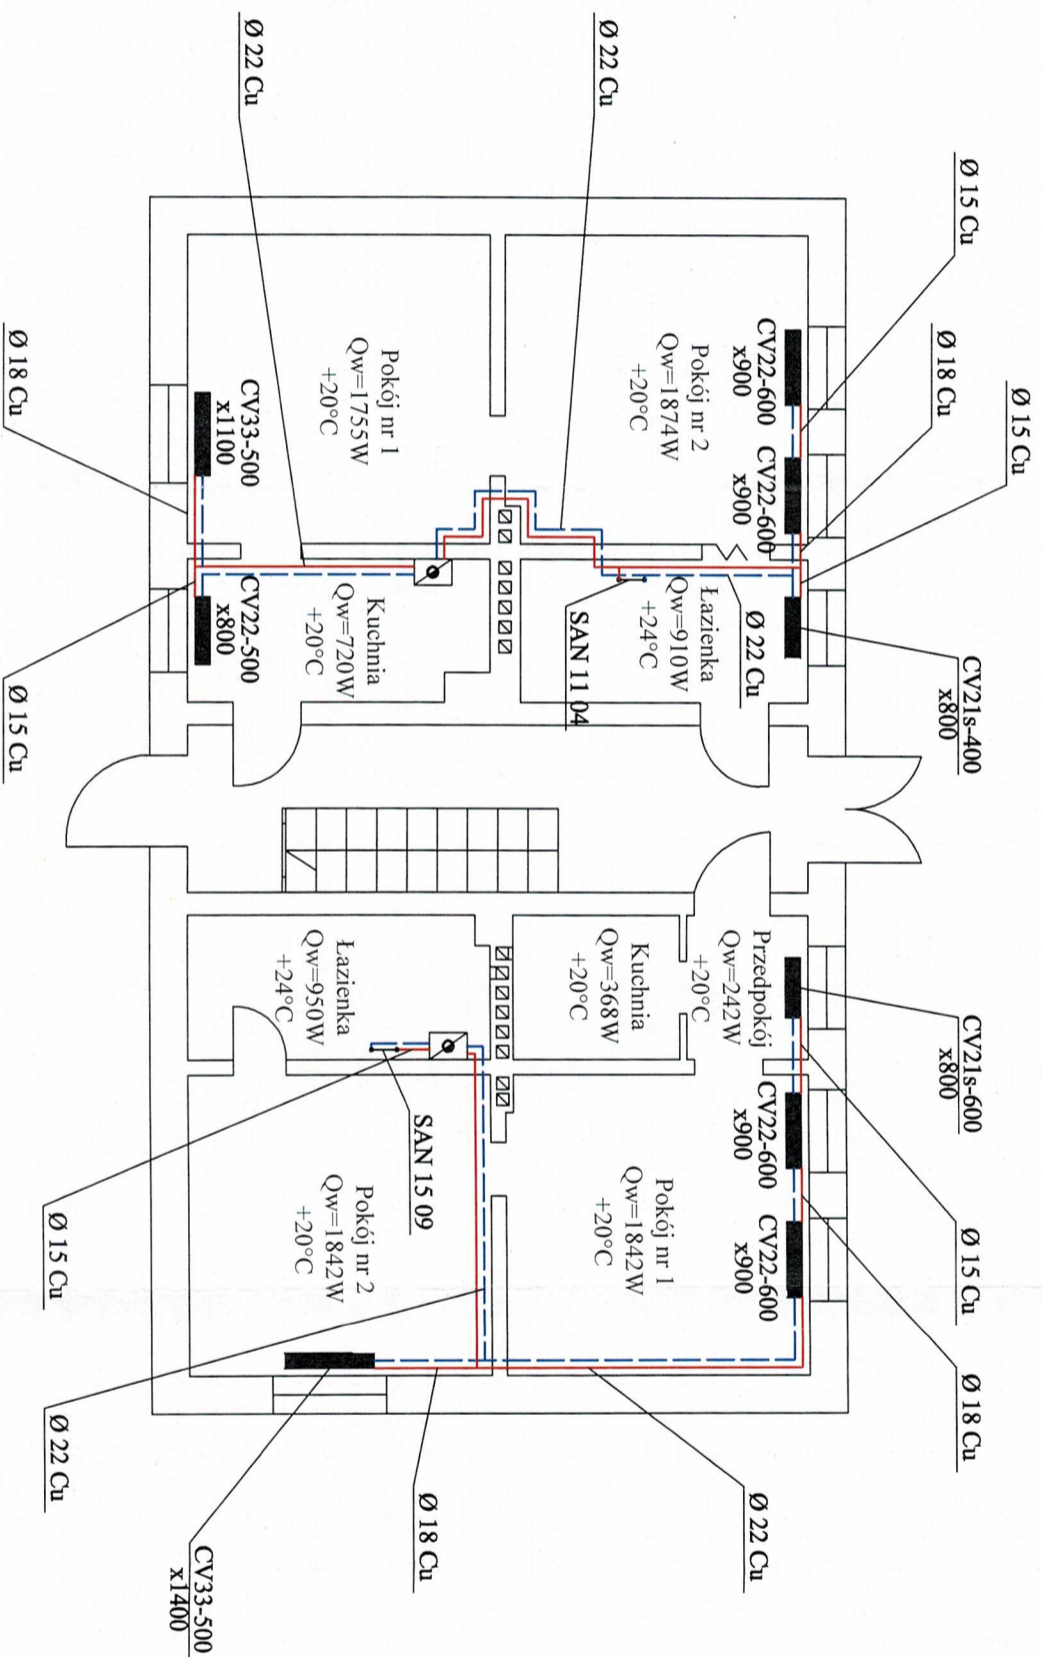 Ø 15 Cu
Ø 18 Cu
Ø 15 Cu
CV21s-400
x800
CV21s-600
x800
Ø 15 Cu
Ø 18 Cu
CV22-600
x900
CV22-600
x900
Pokój nr 2
Qw=1874W
+20°C
Łazienka
Qw=910W
+24°C
Ø 22 Cu
SAN 11 04
Przedpokój
Qw=242W
+20°C
Kuchnia
Qw=368W
+20°C
CV22-600
x900
CV22-600
x900
Pokój nr 1
Qw=1842W
+20°C
Ø 22 Cu
Ø 22 Cu
Ø 22 Cu
Pokój nr 1
Qw=1755W
+20°C
CV33-500
x1100
Kuchnia
Qw=720W
+20°C
CV22-500
x800
Łazienka
Qw=950W
+24°C
SAN 15 09
Pokój nr 2
Qw=1842W
+20°C
Ø 18 Cu
CV33-500
x1400
Ø 18 Cu
Ø 15 Cu
Ø 15 Cu
Ø 22 Cu